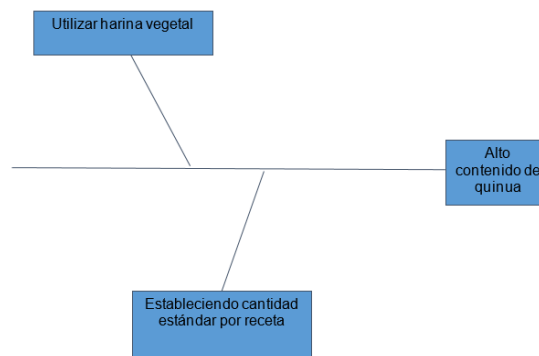 Utilizar harina vegetal
Alto
contenido de
quinua
Estableciendo cantidad
estándar por receta